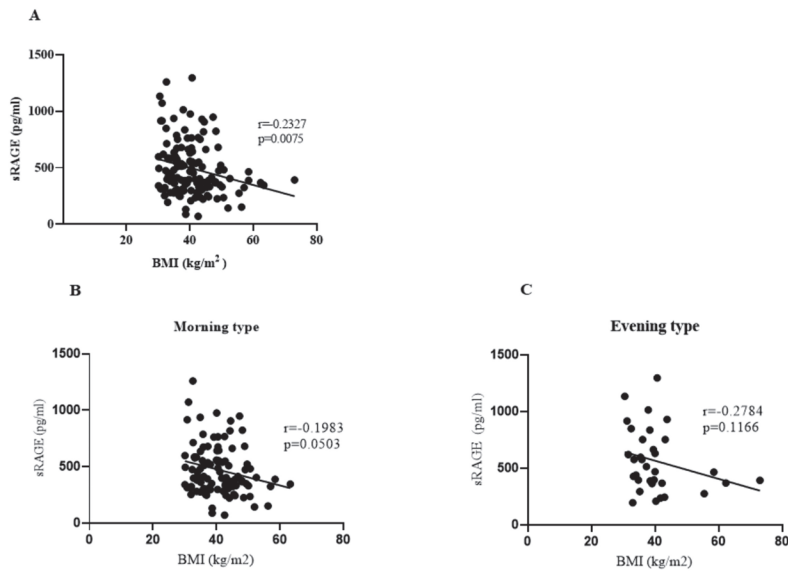 A
1500
1000
500
0
sRAGE (pg/ml)
r=-0.2327
p=0.0075
20 40 60 80
BMI (kg/m²)
B
Morning type
1500
1000
500
0
sRAGE (pg/ml)
r=-0.1983
p=0.0503
0 20 40 60 80
BMI (kg/m2)
C
Evening type
1500
1000
500
0
sRAGE (pg/ml)
r=-0.2784
p=0.1166
0 20 40 60 80
BMI (kg/m2)